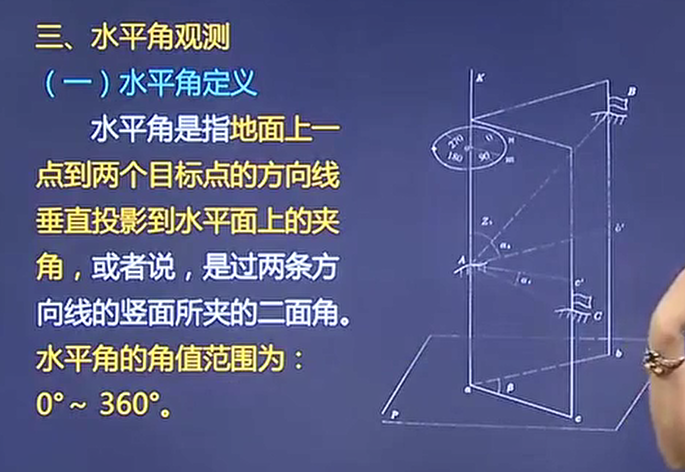 三、水平角观测
（一）水平角定义
水平角是指地面上一
点到两个目标点的方向线
垂直投影到水平面上的夹
角，或者说，是过两条方
向线的竖面所夹的二面角。
水平角的角值范围为：
0°～ 360°。
K
B
270
0
180
90
N
m
Z₁
α₁
b'
A
c'
C
b
a
β
c
P